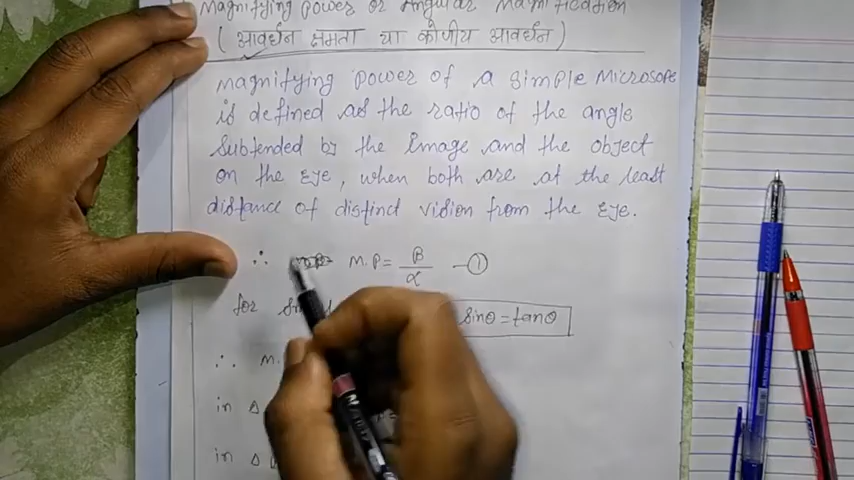 Magnifying Power or Angular Magnification
( आवर्धन क्षमता या कोणीय आवर्धन )
Magnifying power of a simple Microsope
is defined as the ratio of the angle
Subtended by the Image and the object
on the Eye, when both are at the least
distance of distinct vision from the Eye.
∴ M.P = β/α —①
for Sinθ = tanθ
∴ M.
in Δ
in Δ